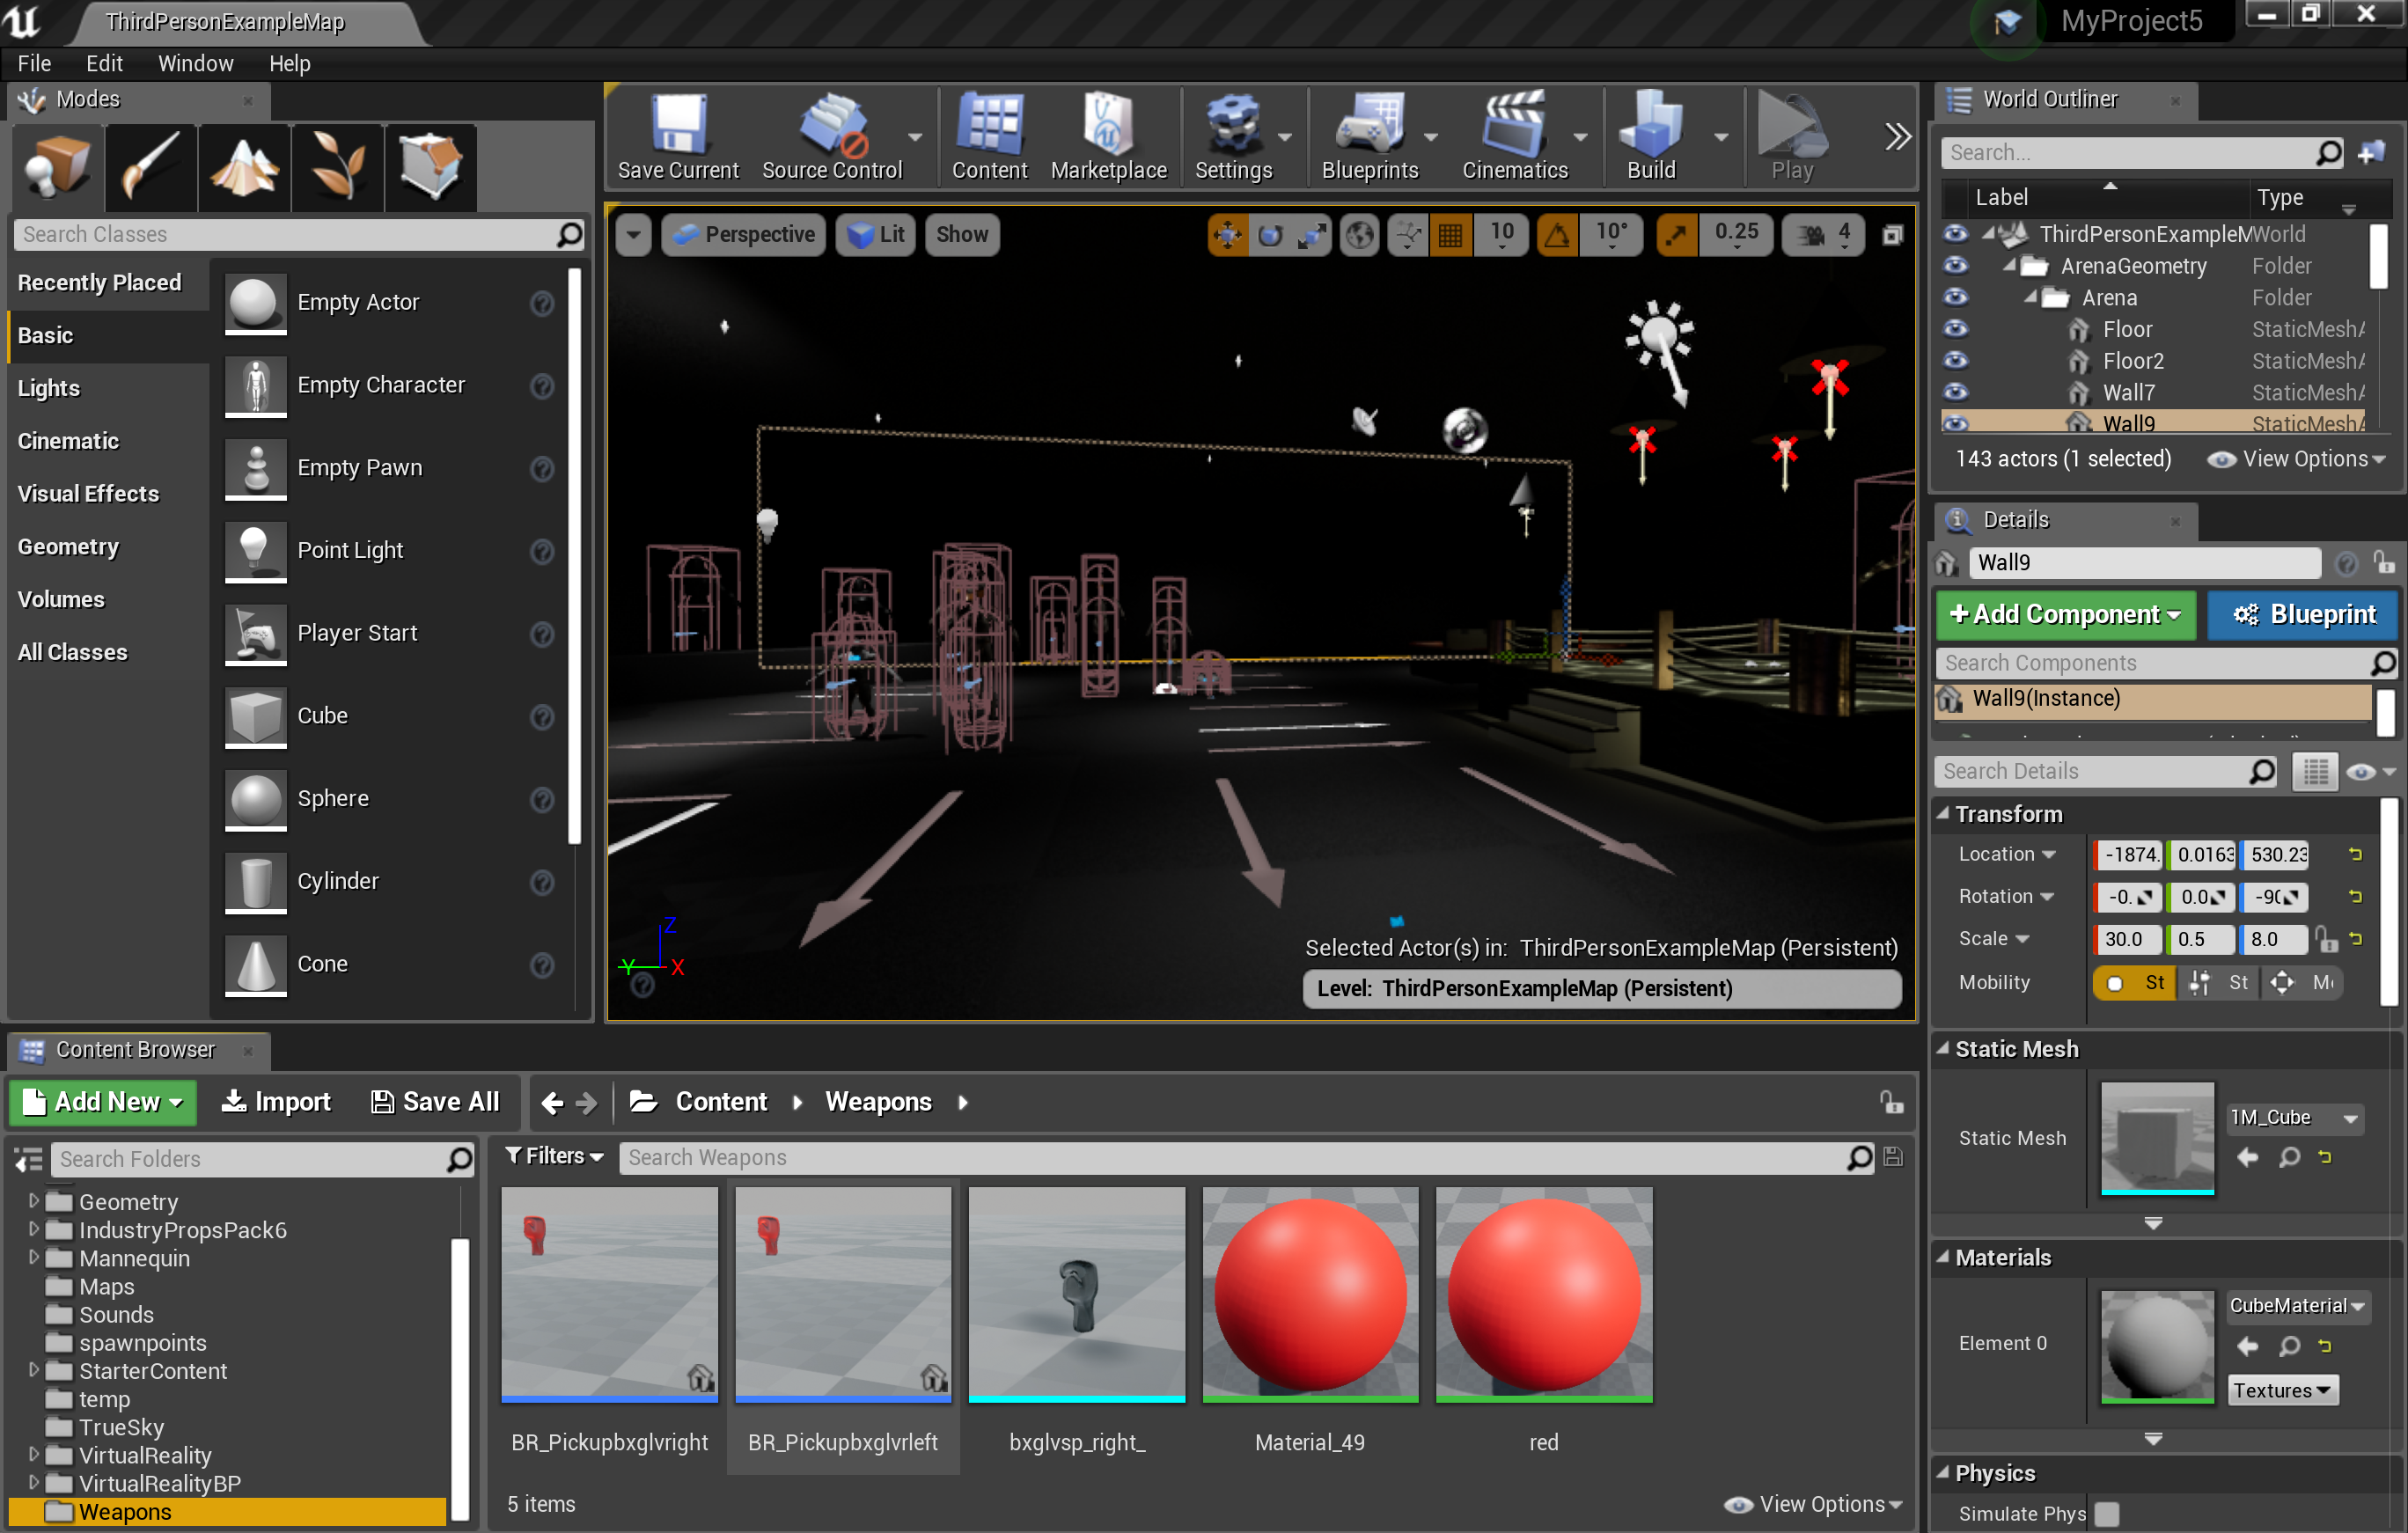 ThirdPersonExampleMap
MyProject5
File Edit Window Help
Modes
Search Classes
Recently Placed
Basic
Lights
Cinematic
Visual Effects
Geometry
Volumes
All Classes
Empty Actor
Empty Character
Empty Pawn
Point Light
Player Start
Cube
Sphere
Cylinder
Cone
Save Current Source Control Content Marketplace Settings Blueprints Cinematics Build Play
Perspective Lit Show 10 10° 0.25 4
Z
Y X
Selected Actor(s) in: ThirdPersonExampleMap (Persistent)
Level: ThirdPersonExampleMap (Persistent)
World Outliner
Search...
Label Type
ThirdPersonExampleM World
ArenaGeometry Folder
Arena Folder
Floor StaticMeshA
Floor2 StaticMeshA
Wall7 StaticMeshA
Wall9 StaticMeshA
143 actors (1 selected) View Options
Details
Wall9
+Add Component Blueprint
Search Components
Wall9(Instance)
Search Details
Transform
Location -1874. 0.0163 530.23
Rotation -0. 0.0 -90
Scale 30.0 0.5 8.0
Mobility St St M
Static Mesh
Static Mesh 1M_Cube
Materials
Element 0 CubeMaterial
Textures
Physics
Simulate Phys
Content Browser
Add New Import Save All Content Weapons
Search Folders
Geometry
IndustryPropsPack6
Mannequin
Maps
Sounds
spawnpoints
StarterContent
temp
TrueSky
VirtualReality
VirtualRealityBP
Weapons
Filters Search Weapons
BR_Pickupbxglvright BR_Pickupbxglvrleft bxglvsp_right_ Material_49 red
5 items View Options